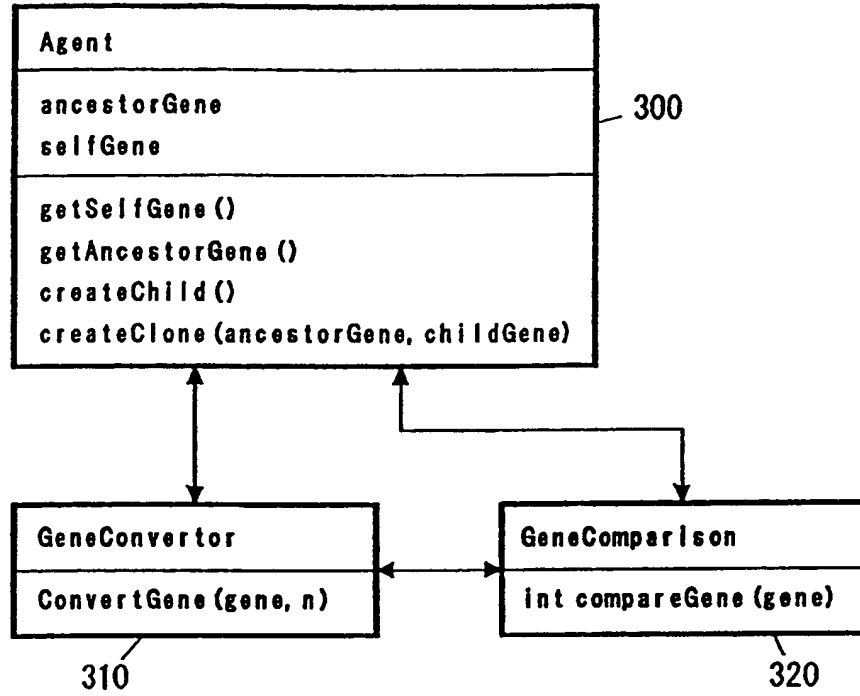 Agent
ancestorGene
selfGene
300
getSelfGene()
getAncestorGene()
createChild()
createClone(ancestorGene, childGene)
GeneConvertor
GeneComparison
ConvertGene(gene, n)
int compareGene(gene)
310
320